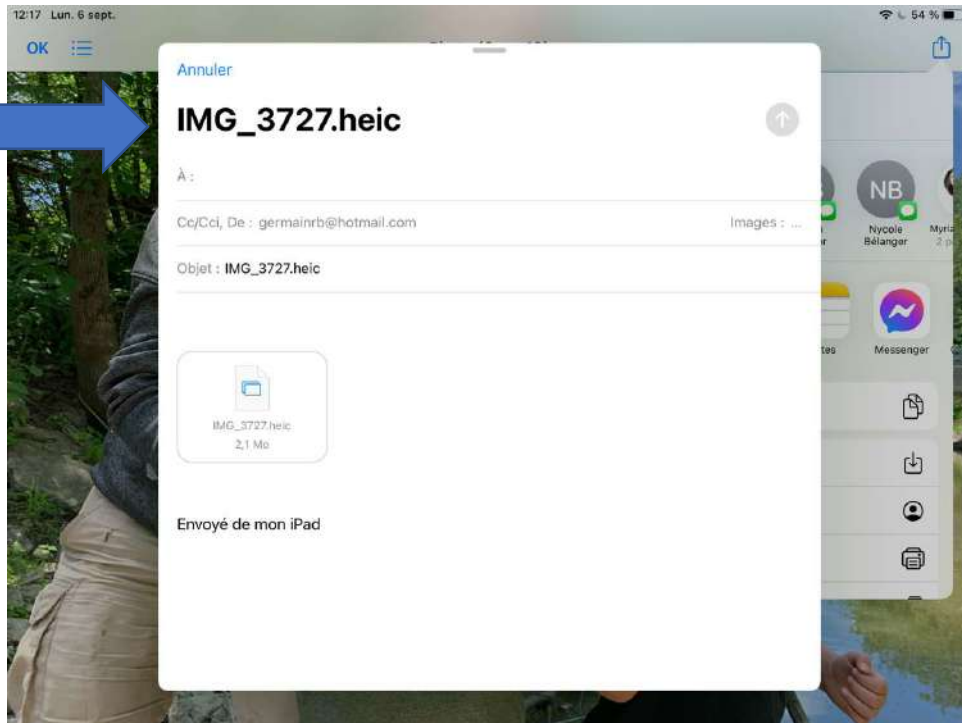 12:17 Lun. 6 sept.
54 %
OK
Annuler
IMG_3727.heic
À :
Cc/Cci, De : germainrb@hotmail.com
Images : ...
Objet : IMG_3727.heic
IMG_3727.heic
2,1 Mo
Envoyé de mon iPad
NB
Nycole
Bélanger
Messenger